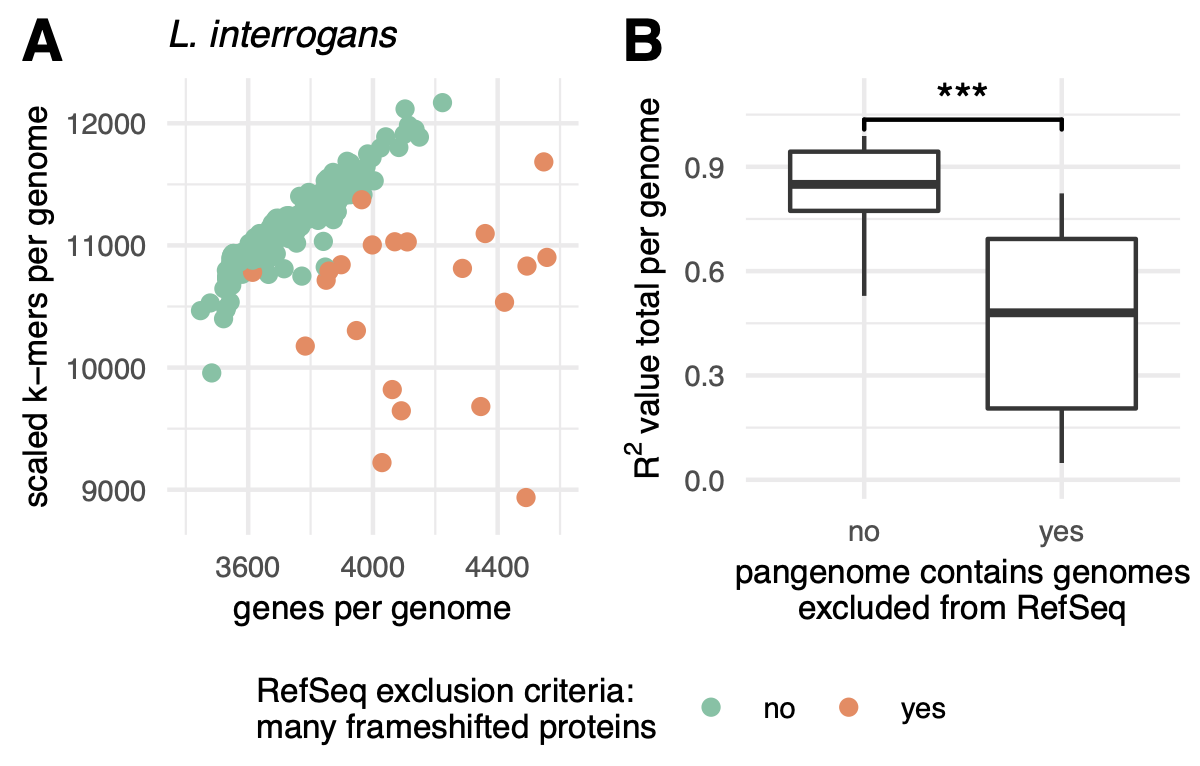 A
L. interrogans
scaled k−mers per genome
12000
11000
10000
9000
3600
4000
4400
genes per genome
B
***
R² value total per genome
0.9
0.6
0.3
0.0
no
yes
pangenome contains genomes
excluded from RefSeq
RefSeq exclusion criteria:
many frameshifted proteins
no
yes